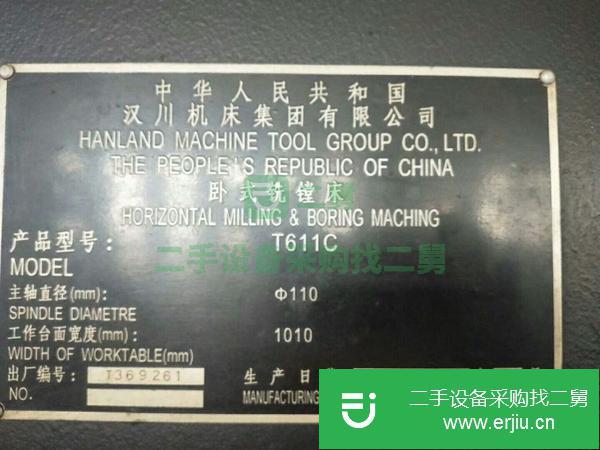 中华人民共和国
汉川机床集团有限公司
HANLAND MACHINE TOOL GROUP CO.,LTD.
THE PEOPLE'S REPUBLIC OF CHINA
卧式铣镗床
HORIZONTAL MILLING & BORING MACHING
产品型号: T611C
MODEL
二手设备采购找二舅
主轴直径(mm): Φ110
SPINDLE DIAMETRE
工作台面宽度(mm): 1010
WIDTH OF WORKTABLE(mm)
出厂编号: T369261 生产日
NO. MANUFACTURING
二手设备采购找二舅
www.erjiu.cn